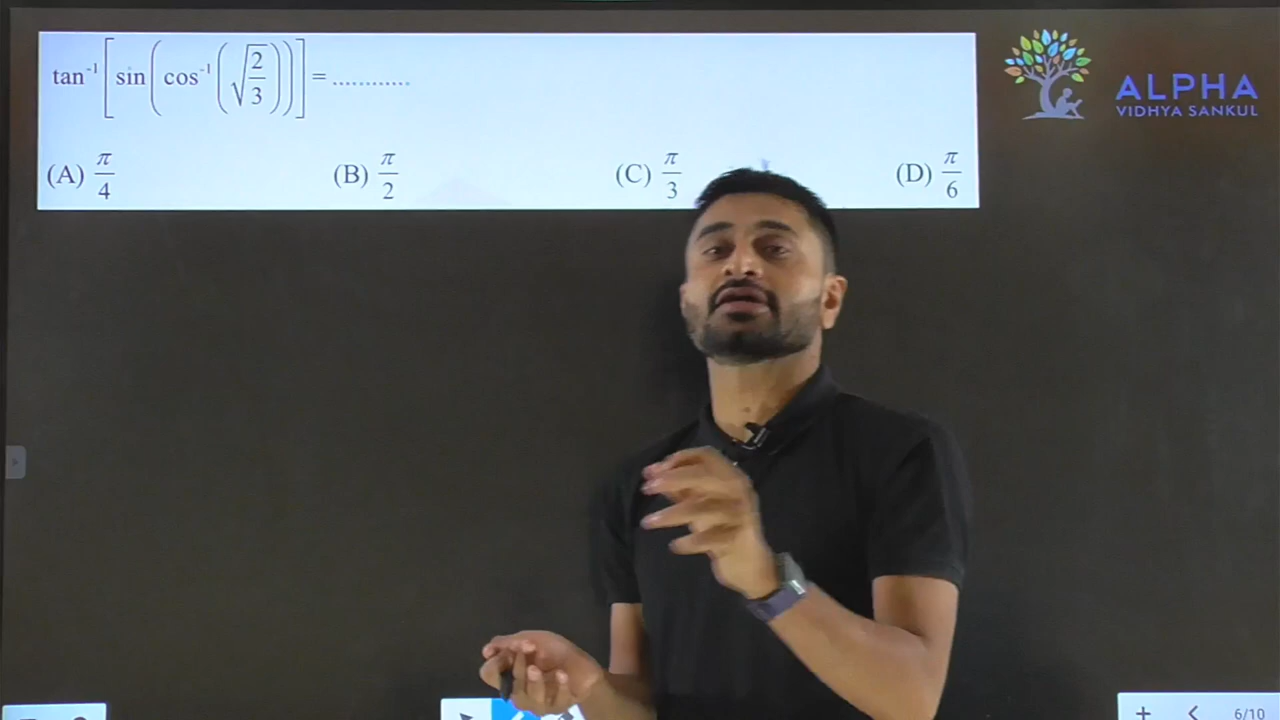 tan⁻¹[sin(cos⁻¹(√(2/3)))] = ............
(A) π/4 (B) π/2 (C) π/3 (D) π/6
ALPHA
VIDHYA SANKUL
6/10